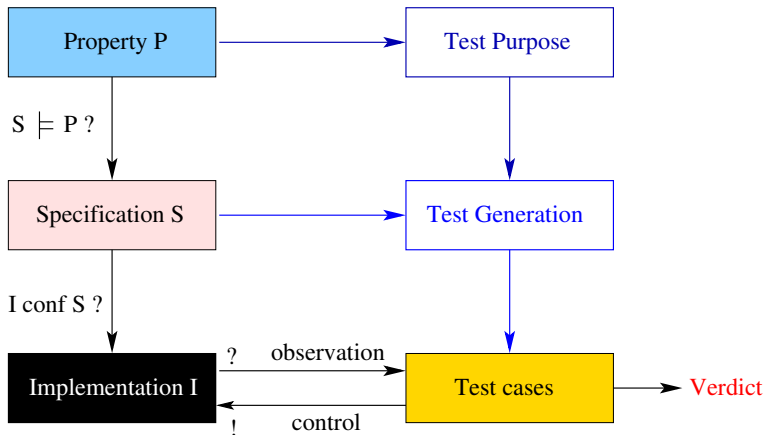 Property P
Test Purpose
S ⊨ P ?
Specification S
Test Generation
I conf S ?
? observation
Implementation I
Test cases
Verdict
! control